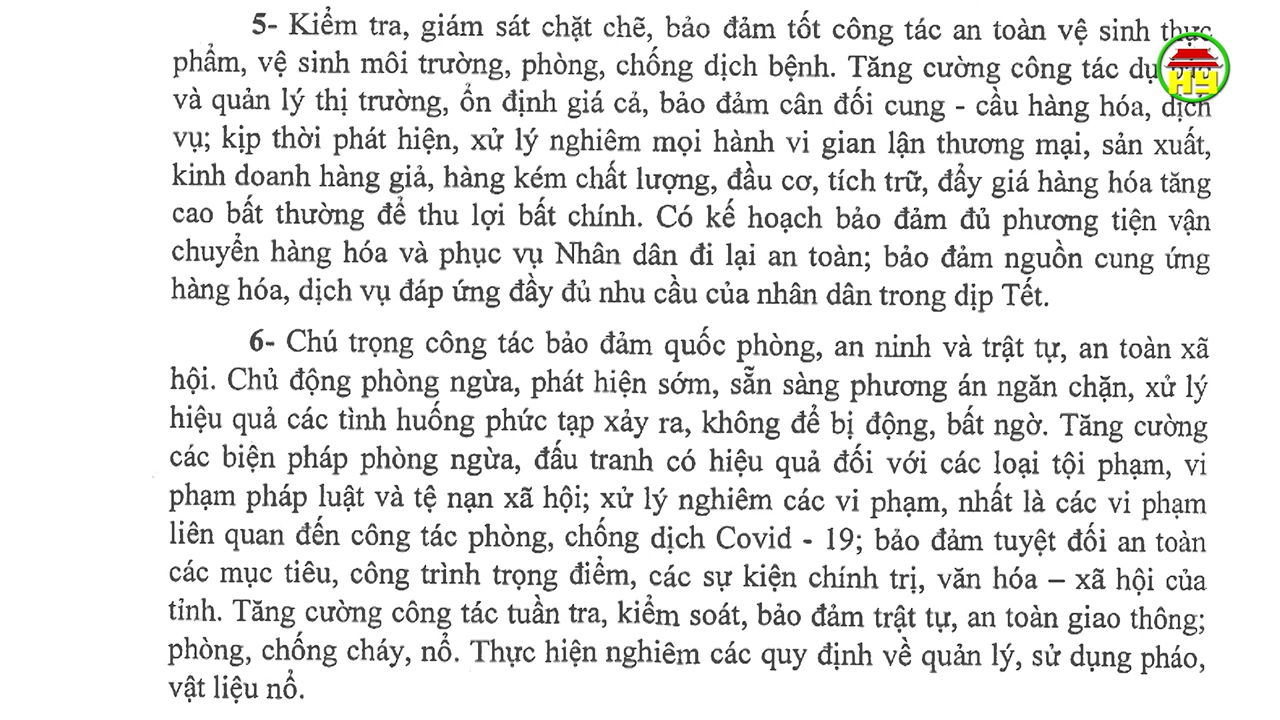 5- Kiểm tra, giám sát chặt chẽ, bảo đảm tốt công tác an toàn vệ sinh thực
phẩm, vệ sinh môi trường, phòng, chống dịch bệnh. Tăng cường công tác dự
và quản lý thị trường, ổn định giá cả, bảo đảm cân đối cung - cầu hàng hóa, dịch
vụ; kịp thời phát hiện, xử lý nghiêm mọi hành vi gian lận thương mại, sản xuất,
kinh doanh hàng giả, hàng kém chất lượng, đầu cơ, tích trữ, đẩy giá hàng hóa tăng
cao bất thường để thu lợi bất chính. Có kế hoạch bảo đảm đủ phương tiện vận
chuyển hàng hóa và phục vụ Nhân dân đi lại an toàn; bảo đảm nguồn cung ứng
hàng hóa, dịch vụ đáp ứng đầy đủ nhu cầu của nhân dân trong dịp Tết.
6- Chú trọng công tác bảo đảm quốc phòng, an ninh và trật tự, an toàn xã
hội. Chủ động phòng ngừa, phát hiện sớm, sẵn sàng phương án ngăn chặn, xử lý
hiệu quả các tình huống phức tạp xảy ra, không để bị động, bất ngờ. Tăng cường
các biện pháp phòng ngừa, đấu tranh có hiệu quả đối với các loại tội phạm, vi
phạm pháp luật và tệ nạn xã hội; xử lý nghiêm các vi phạm, nhất là các vi phạm
liên quan đến công tác phòng, chống dịch Covid - 19; bảo đảm tuyệt đối an toàn
các mục tiêu, công trình trọng điểm, các sự kiện chính trị, văn hóa – xã hội của
tỉnh. Tăng cường công tác tuần tra, kiểm soát, bảo đảm trật tự, an toàn giao thông;
phòng, chống cháy, nổ. Thực hiện nghiêm các quy định về quản lý, sử dụng pháo,
vật liệu nổ.
HY